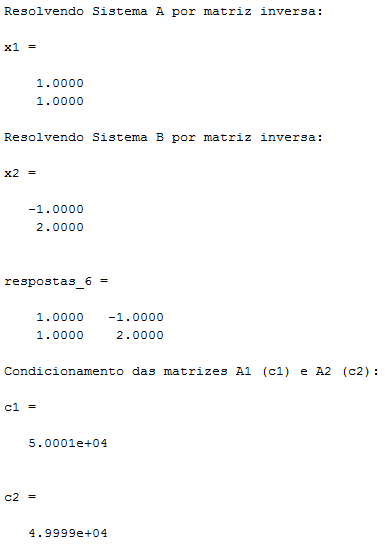 Resolvendo Sistema A por matriz inversa:
x1 =
1.0000
1.0000
Resolvendo Sistema B por matriz inversa:
x2 =
-1.0000
2.0000
respostas_6 =
1.0000 -1.0000
1.0000 2.0000
Condicionamento das matrizes A1 (c1) e A2 (c2):
c1 =
5.0001e+04
c2 =
4.9999e+04